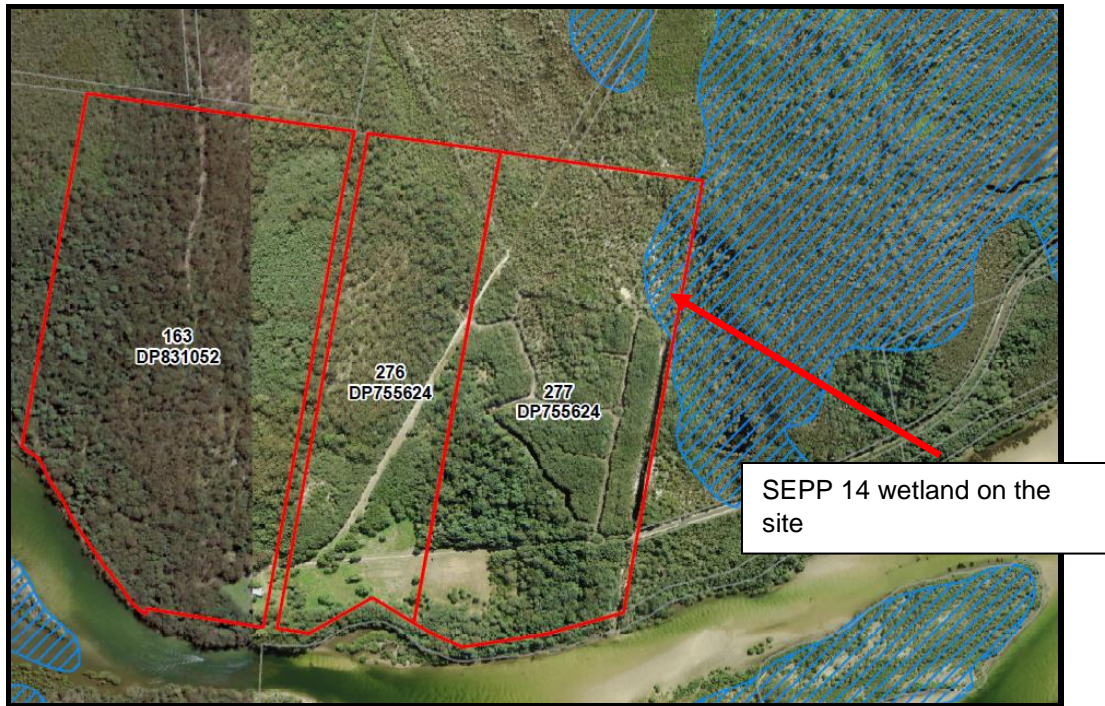 163
DP831052
276
DP755624
277
DP755624
SEPP 14 wetland on the
site